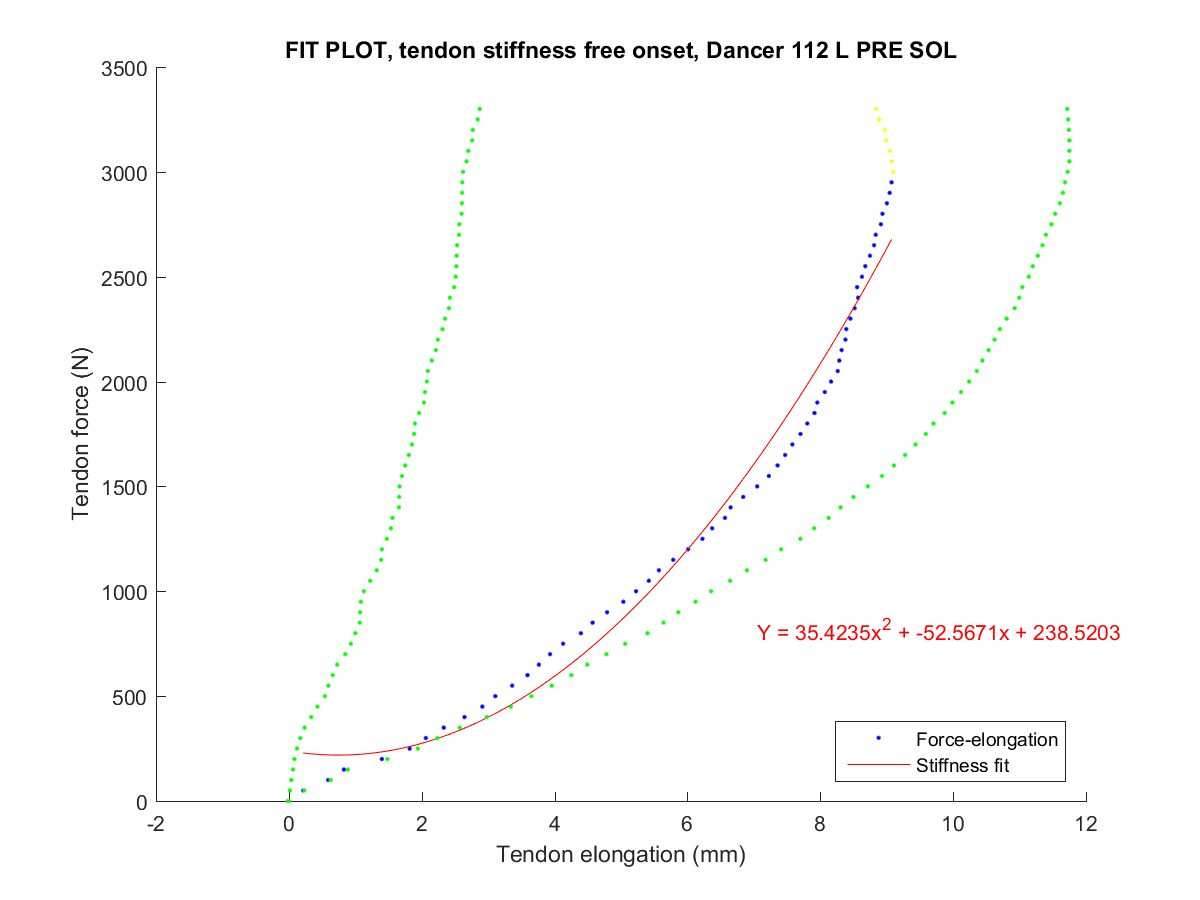 FIT PLOT, tendon stiffness free onset, Dancer 112 L PRE SOL
3500
3000
2500
2000
1500
1000
500
0
Tendon force (N)
Y = 35.4235x² + -52.5671x + 238.5203
Force-elongation
Stiffness fit
-2 0 2 4 6 8 10 12
Tendon elongation (mm)